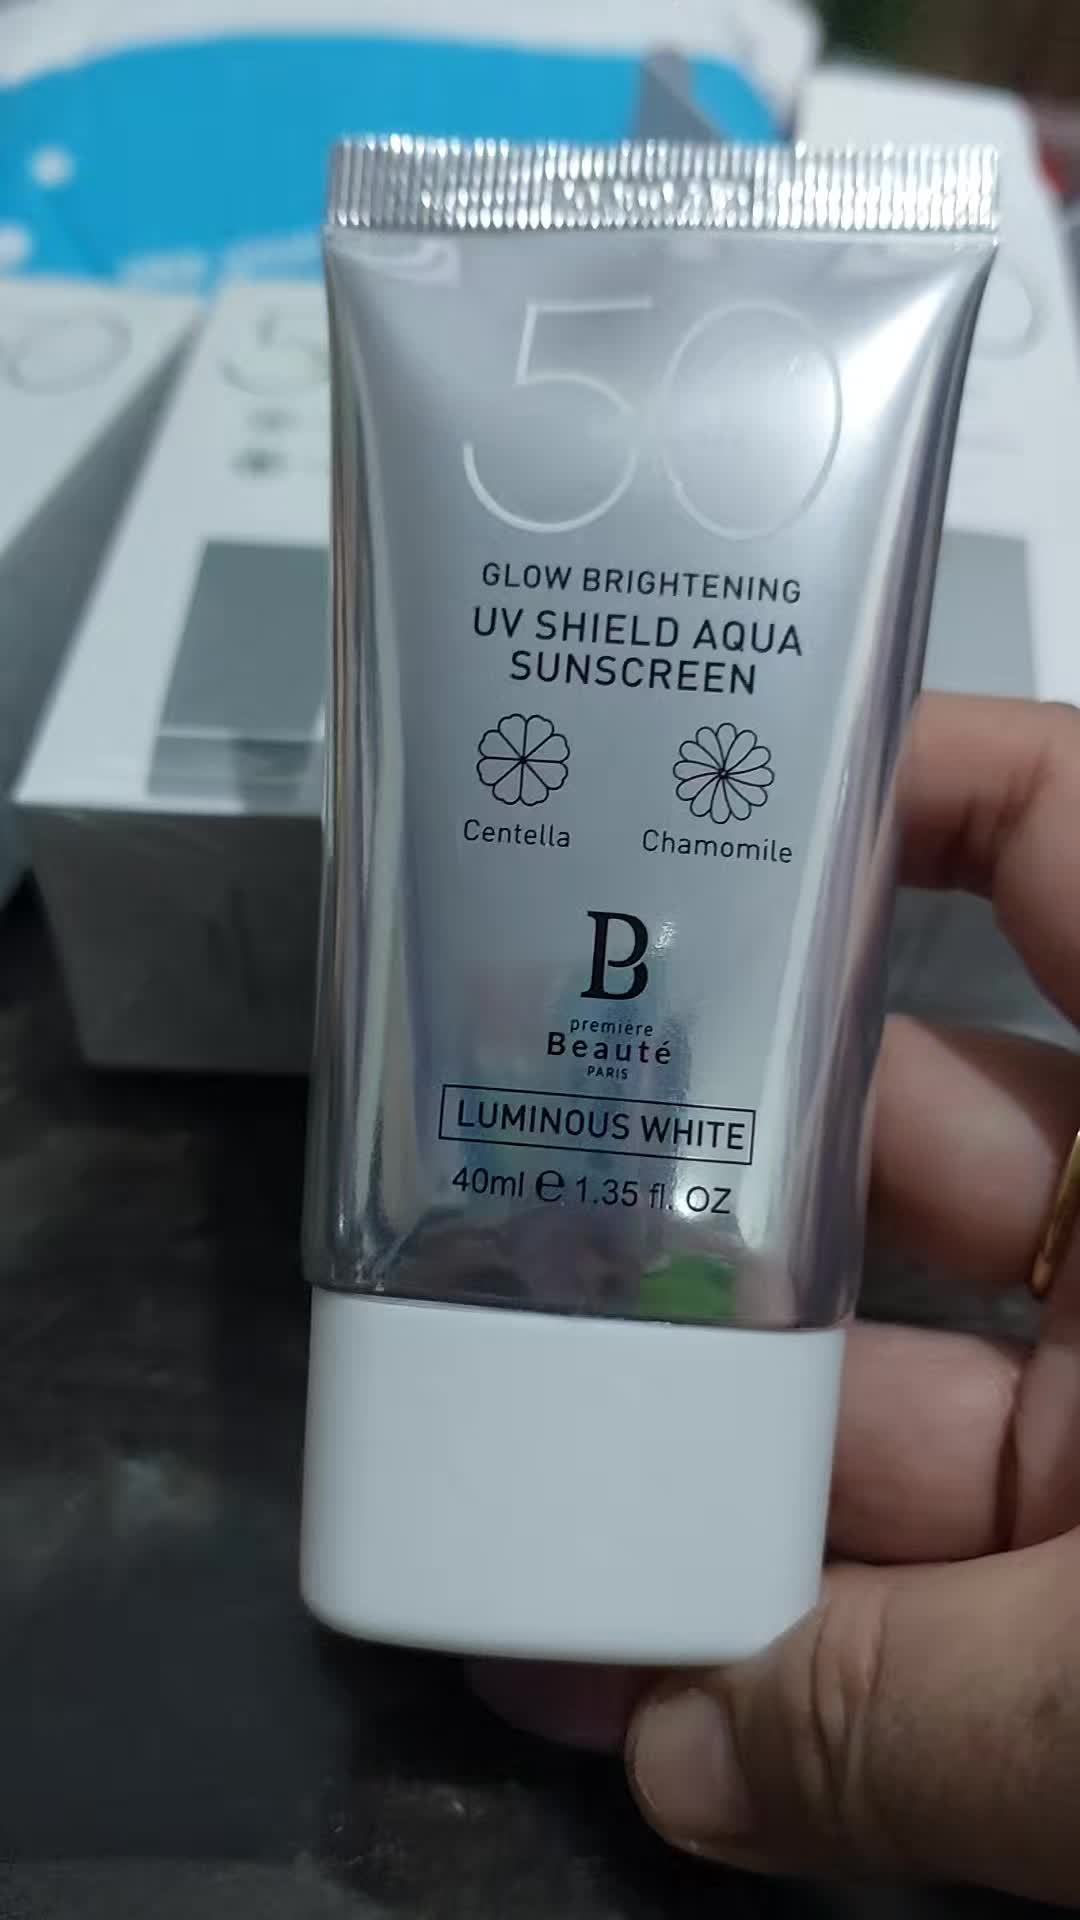 50
GLOW BRIGHTENING
UV SHIELD AQUA
SUNSCREEN
Centella
Chamomile
B
première
Beauté
PARIS
LUMINOUS WHITE
40ml ℮ 1.35 fl. OZ